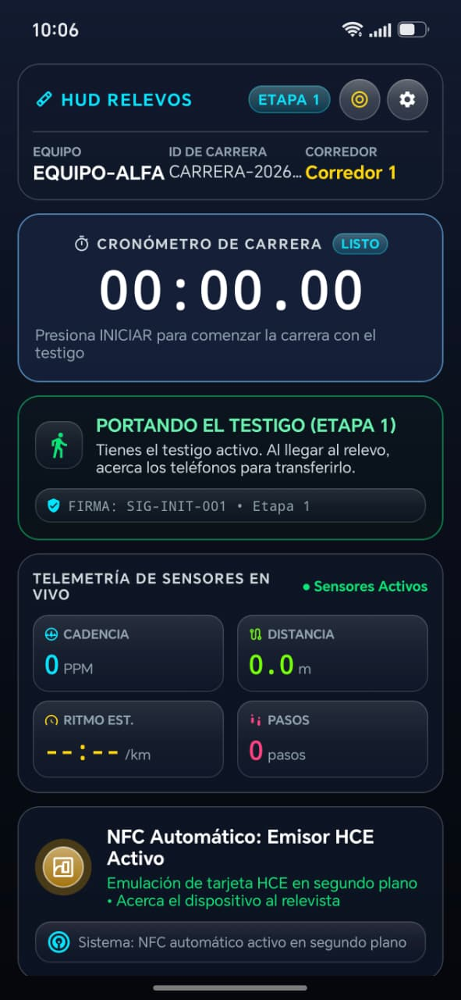 10:06
HUD RELEVOS
ETAPA 1
EQUIPO
ID DE CARRERA
CORREDOR
EQUIPO-ALFA
CARRERA-2026…
Corredor 1
CRONÓMETRO DE CARRERA
LISTO
00:00.00
Presiona INICIAR para comenzar la carrera con el
testigo
PORTANDO EL TESTIGO (ETAPA 1)
Tienes el testigo activo. Al llegar al relevo,
acerca los teléfonos para transferirlo.
FIRMA: SIG-INIT-001 • Etapa 1
TELEMETRÍA DE SENSORES EN
VIVO
• Sensores Activos
CADENCIA
0 PPM
DISTANCIA
0.0 m
RITMO EST.
--:-- /km
PASOS
0 pasos
NFC Automático: Emisor HCE
Activo
Emulación de tarjeta HCE en segundo plano
• Acerca el dispositivo al relevista
Sistema: NFC automático activo en segundo plano